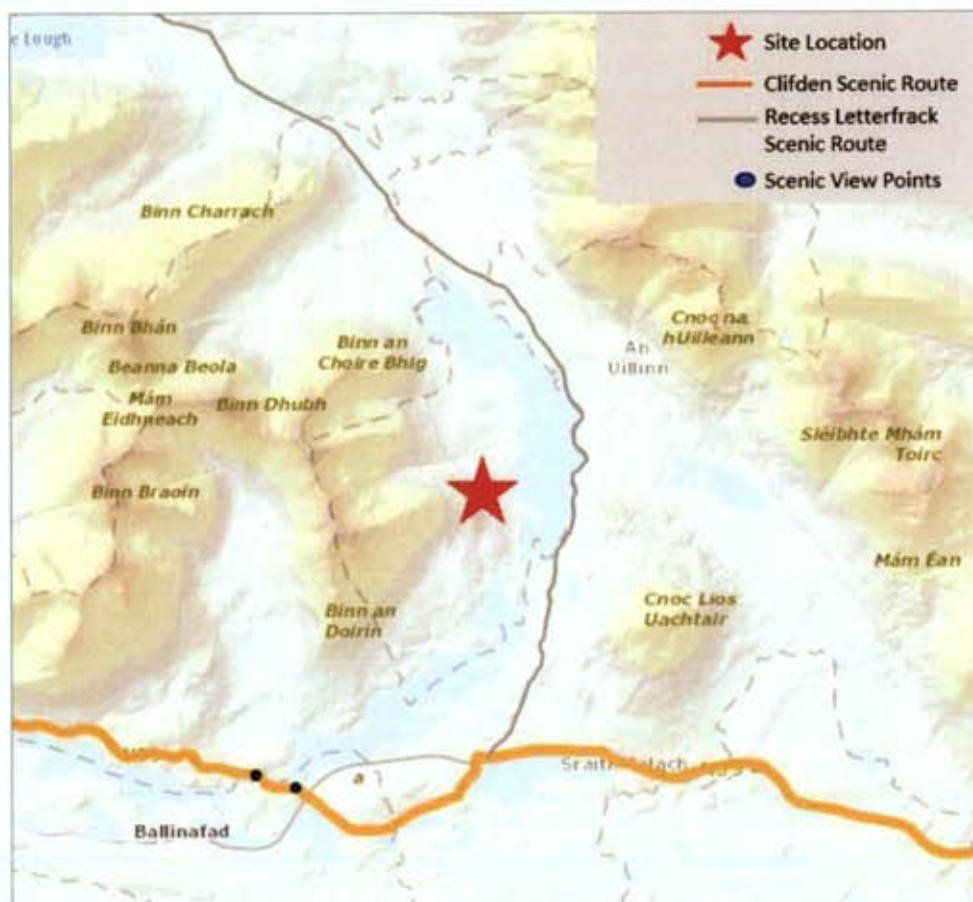 e Lough
Site Location
Clifden Scenic Route
Recess Letterfrack
Scenic Route
Scenic View Points
Binn Charrach
Binn Bhán
Beanna Beola
Mám
Eidhneach
Binn Dhubh
Binn an
Choire Bhig
Cnoc na
hUilleann
An
Uillinn
Sléibhte Mhám
Toirc
Binn Braoin
Mám Éan
Binn an
Doirín
Cnoc Lios
Uachtair
Ballinafad
a